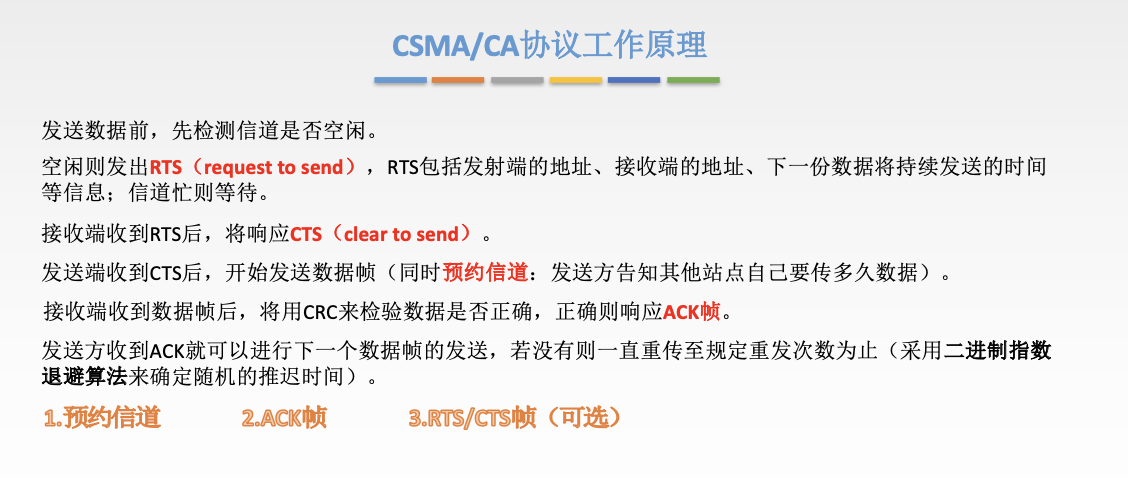 CSMA/CA协议工作原理
发送数据前，先检测信道是否空闲。
空闲则发出RTS（request to send），RTS包括发射端的地址、接收端的地址、下一份数据将持续发送的时间
等信息；信道忙则等待。
接收端收到RTS后，将响应CTS（clear to send）。
发送端收到CTS后，开始发送数据帧（同时预约信道：发送方告知其他站点自己要传多久数据）。
接收端收到数据帧后，将用CRC来检验数据是否正确，正确则响应ACK帧。
发送方收到ACK就可以进行下一个数据帧的发送，若没有则一直重传至规定重发次数为止（采用二进制指数
退避算法来确定随机的推迟时间）。
1.预约信道 2.ACK帧 3.RTS/CTS帧（可选）